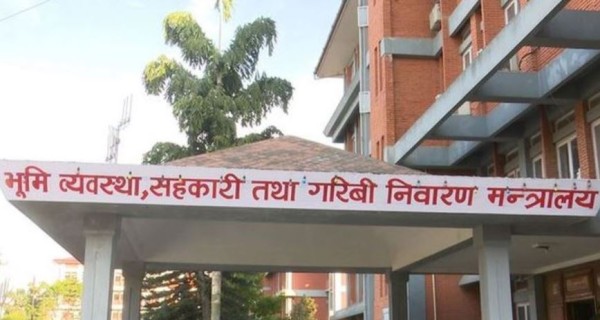 भूमि व्यवस्था, सहकारी तथा गरिबी निवारण मन्त्रालय